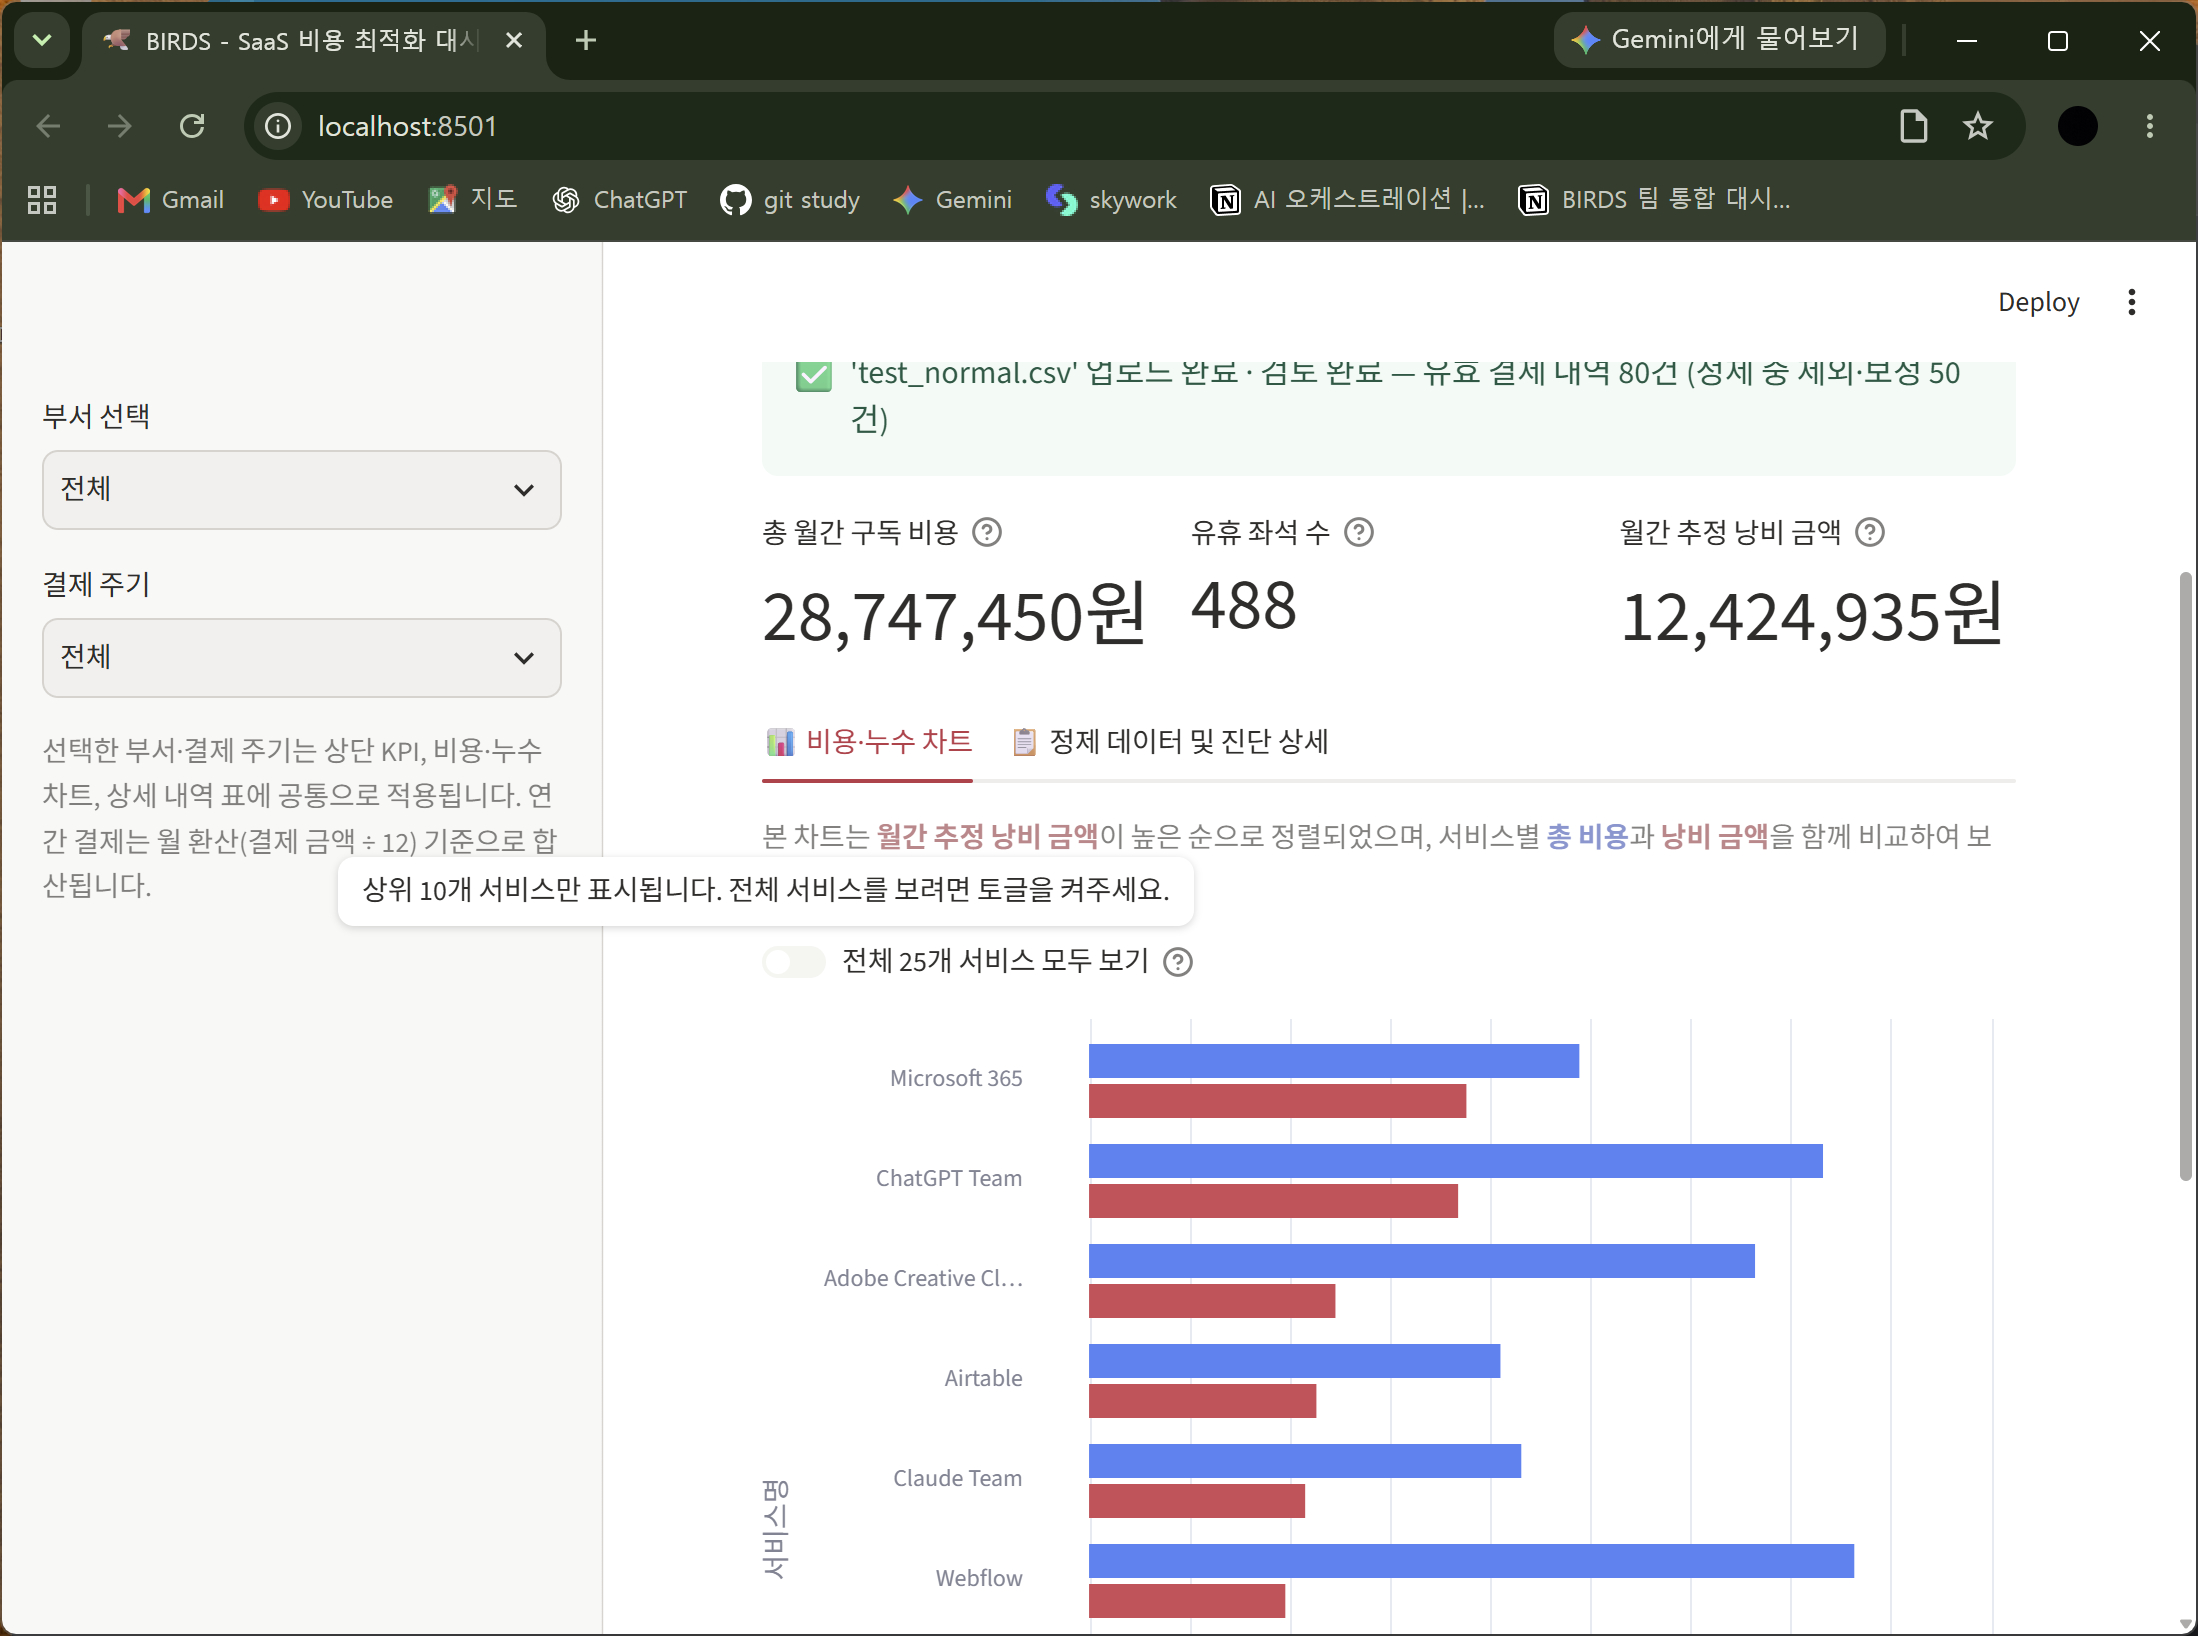 BIRDS - SaaS 비용 최적화 대시
Gemini에게 물어보기
localhost:8501
Gmail
YouTube
지도
ChatGPT
git study
Gemini
skywork
AI 오케스트레이션 |...
BIRDS 팀 통합 대시...
Deploy
부서 선택
전체
결제 주기
전체
선택한 부서·결제 주기는 상단 KPI, 비용·누수
차트, 상세 내역 표에 공통으로 적용됩니다. 연
간 결제는 월 환산(결제 금액 ÷ 12) 기준으로 합
산됩니다.
'test_normal.csv' 업로드 완료 · 검토 완료 — 유효 결제 내역 80건 (정제 중 제외·보정 50
건)
총 월간 구독 비용
28,747,450원
유휴 좌석 수
488
월간 추정 낭비 금액
12,424,935원
비용·누수 차트
정제 데이터 및 진단 상세
본 차트는 월간 추정 낭비 금액이 높은 순으로 정렬되었으며, 서비스별 총 비용과 낭비 금액을 함께 비교하여 보
상위 10개 서비스만 표시됩니다. 전체 서비스를 보려면 토글을 켜주세요.
전체 25개 서비스 모두 보기
Microsoft 365
ChatGPT Team
Adobe Creative Cl…
Airtable
Claude Team
Webflow
서비스명